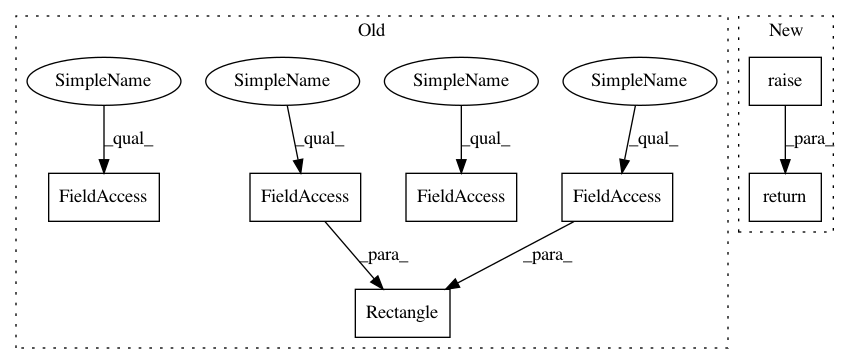 Old
New
SimpleName
SimpleName
SimpleName
SimpleName
raise
_qual_
_qual_
_qual_
_qual_
_para_
FieldAccess
FieldAccess
FieldAccess
FieldAccess
return
_para_
_para_
Rectangle